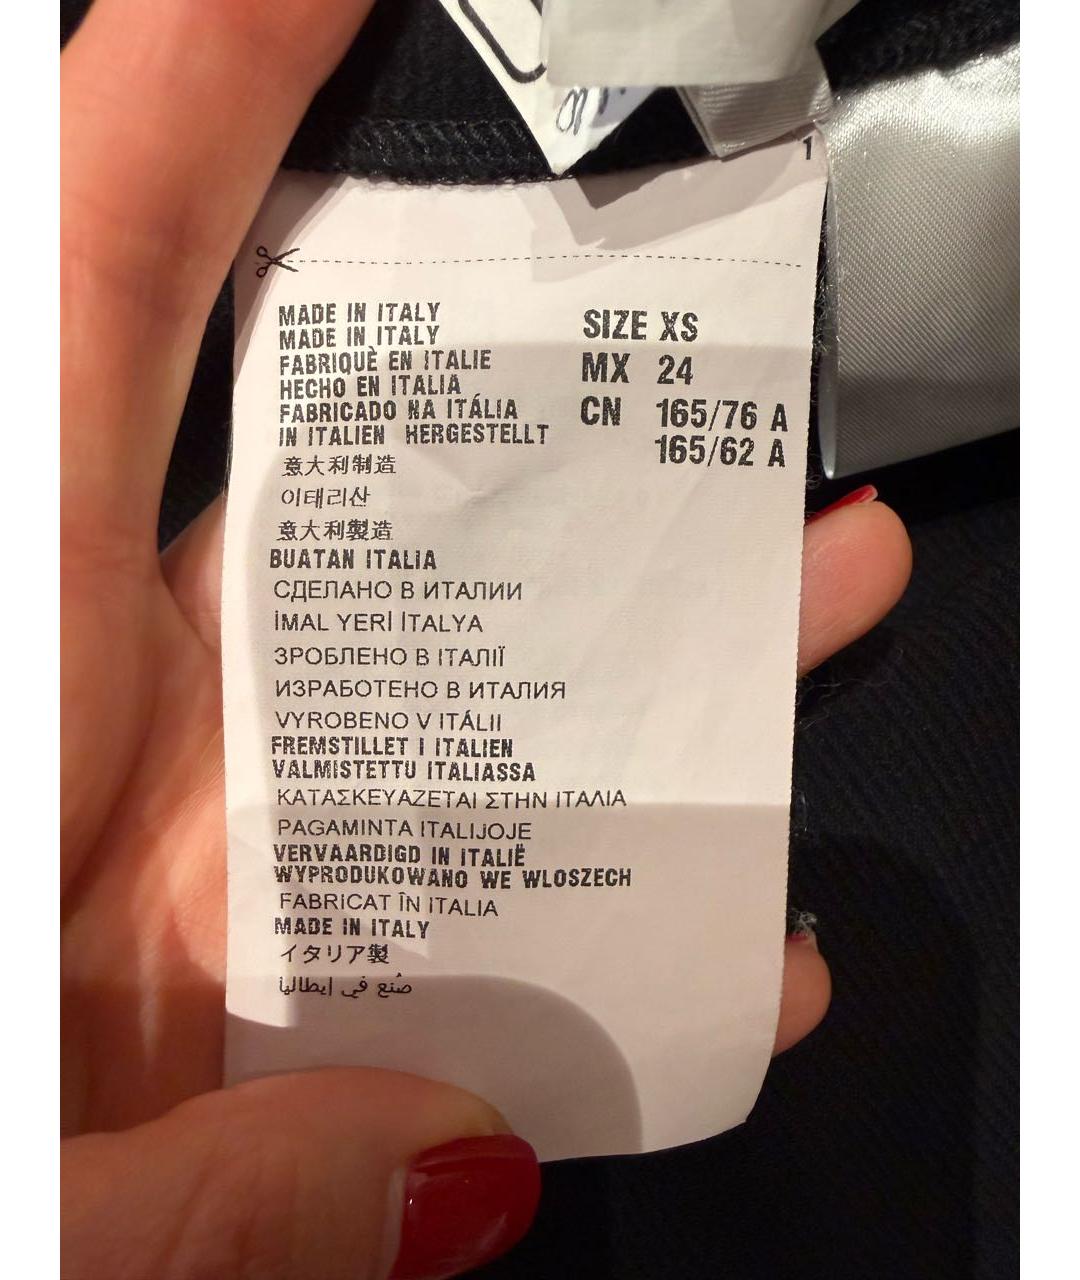 1
MADE IN ITALY
MADE IN ITALY
FABRIQUÈ EN ITALIE
HECHO EN ITALIA
FABRICADO NA ITÁLIA
IN ITALIEN HERGESTELLT
意大利制造
이태리산
意大利製造
BUATAN ITALIA
СДЕЛАНО В ИТАЛИИ
İMAL YERİ İTALYA
ЗРОБЛЕНО В ІТАЛІЇ
ИЗРАБОТЕНО В ИТАЛИЯ
VYROBENO V ITÁLII
FREMSTILLET I ITALIEN
VALMISTETTU ITALIASSA
ΚΑΤΑΣΚΕΥΑΖΕΤΑΙ ΣΤΗΝ ΙΤΑΛΙΑ
PAGAMINTA ITALIJOJE
VERVAARDIGD IN ITALIË
WYPRODUKOWANO WE WLOSZECH
FABRICAT ÎN ITALIA
MADE IN ITALY
イタリア製
صُنع في إيطاليا
SIZE XS
MX 24
CN 165/76 A
165/62 A